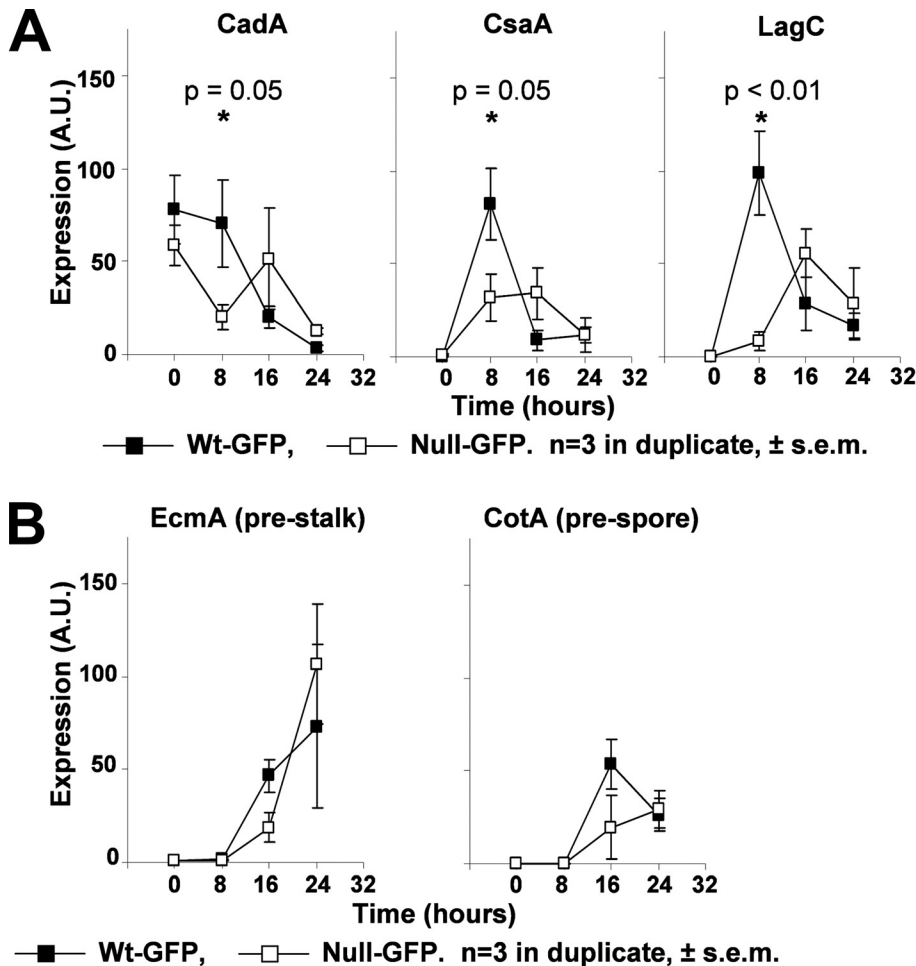 A
CadA
CsaA
LagC
p = 0.05
p = 0.05
p < 0.01
*
*
*
Expression (A.U.)
150
100
50
0
0 8 16 24 32
0 8 16 24 32
0 8 16 24 32
Time (hours)
Wt-GFP, Null-GFP. n=3 in duplicate, ± s.e.m.
B
EcmA (pre-stalk)
CotA (pre-spore)
Expression (A.U.)
150
100
50
0
0 8 16 24 32
0 8 16 24 32
Time (hours)
Wt-GFP, Null-GFP. n=3 in duplicate, ± s.e.m.